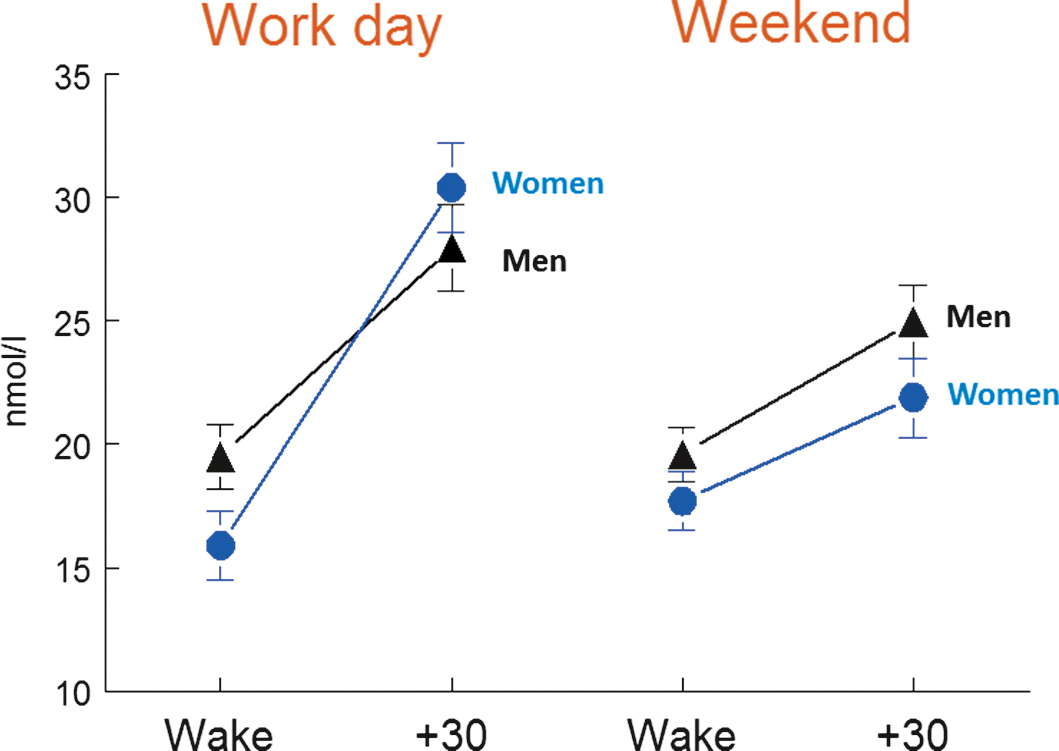 Work day
Weekend
35
30
25
20
15
10
nmol/l
Women
Men
Men
Women
Wake
+30
Wake
+30